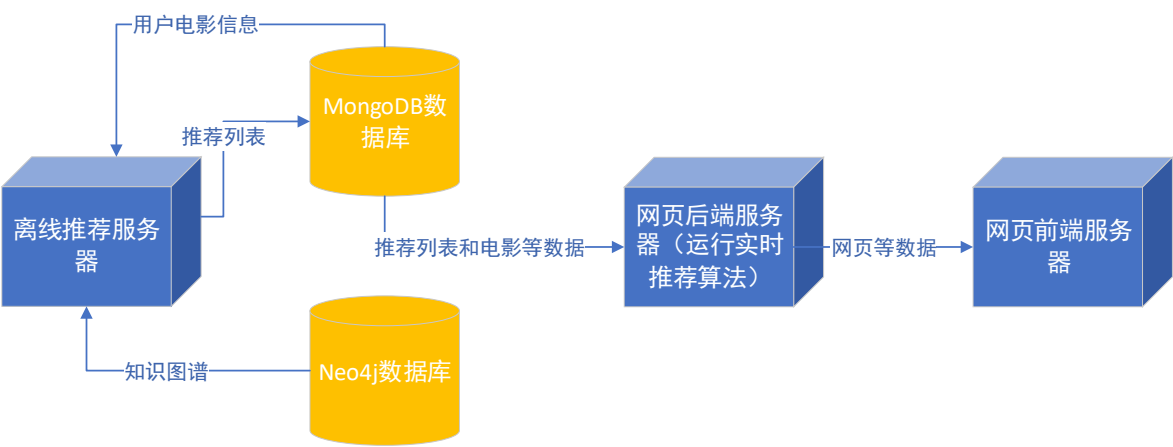 用户电影信息
MongoDB数
据库
推荐列表
离线推荐服务
器
推荐列表和电影等数据
网页后端服务
器（运行实时
推荐算法）
网页等数据
网页前端服务
器
知识图谱
Neo4j数据库